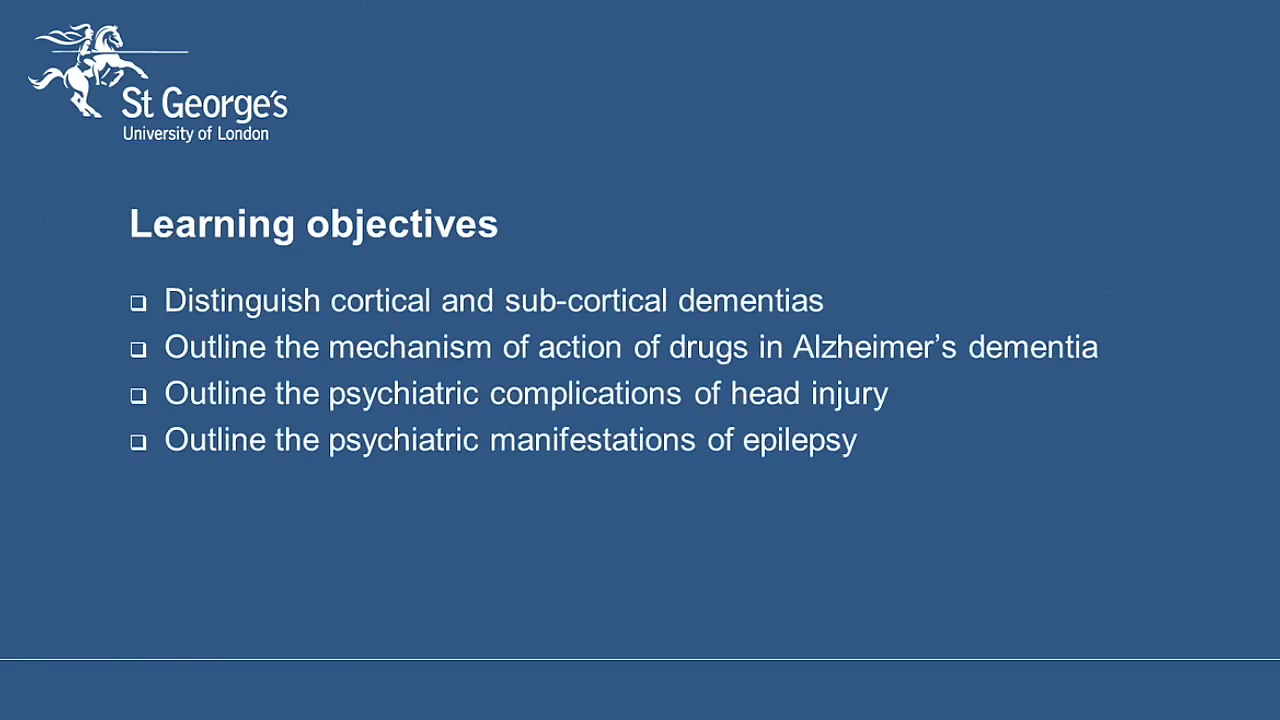 St George's
University of London
Learning objectives
Distinguish cortical and sub-cortical dementias
Outline the mechanism of action of drugs in Alzheimer’s dementia
Outline the psychiatric complications of head injury
Outline the psychiatric manifestations of epilepsy